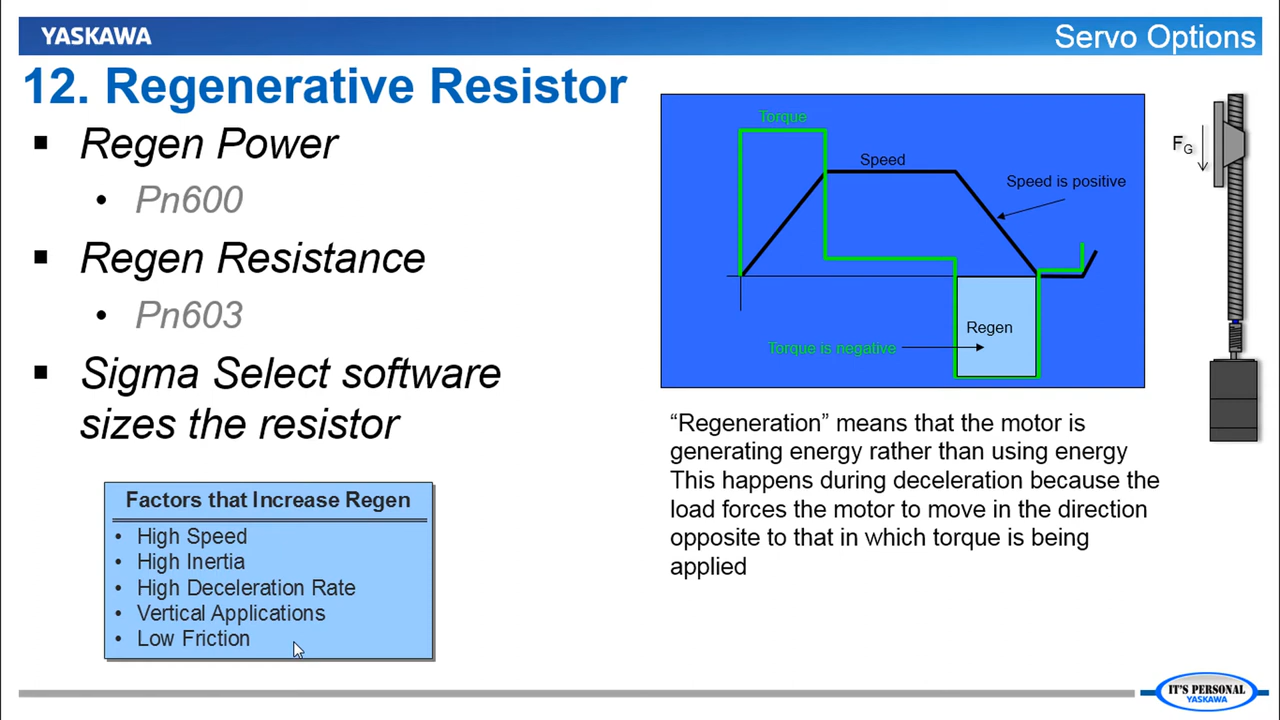 YASKAWA
Servo Options
12. Regenerative Resistor
▪ Regen Power
• Pn600
▪ Regen Resistance
• Pn603
▪ Sigma Select software
sizes the resistor
Factors that Increase Regen
• High Speed
• High Inertia
• High Deceleration Rate
• Vertical Applications
• Low Friction
Torque
Speed
Speed is positive
Regen
Torque is negative
FG
“Regeneration” means that the motor is
generating energy rather than using energy
This happens during deceleration because the
load forces the motor to move in the direction
opposite to that in which torque is being
applied
IT'S PERSONAL
YASKAWA